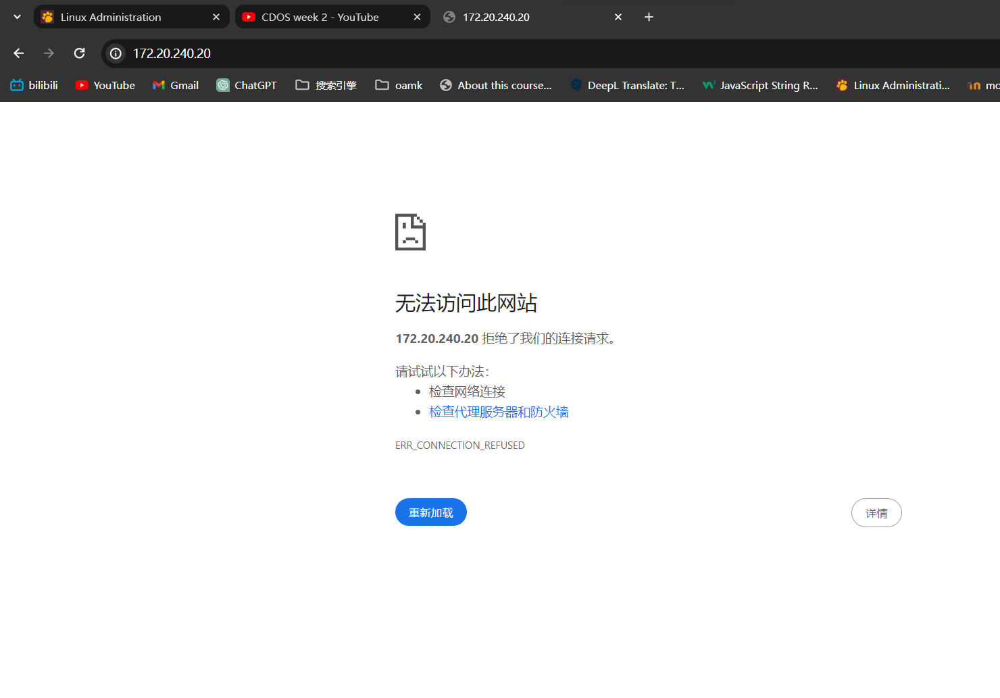 Linux Administration
CDOS week 2 - YouTube
172.20.240.20
172.20.240.20
bilibili
YouTube
Gmail
ChatGPT
搜索引擎
oamk
About this course...
DeepL Translate: T...
JavaScript String R...
Linux Administrati...
mo
无法访问此网站
172.20.240.20 拒绝了我们的连接请求。
请试试以下办法：
检查网络连接
检查代理服务器和防火墙
ERR_CONNECTION_REFUSED
重新加载
详情